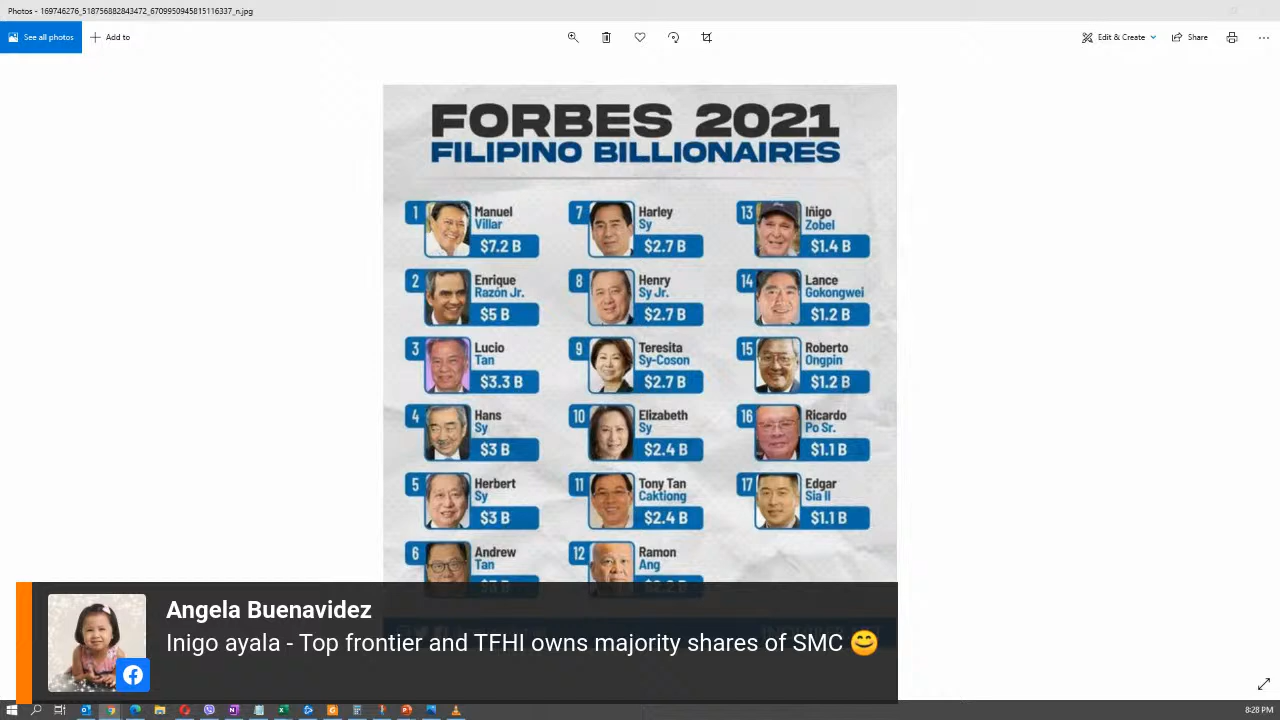 Photos - 169746276_518756882843472_6709950945815116337_n.jpg
See all photos
Add to
Edit & Create
Share
FORBES 2021
FILIPINO BILLIONAIRES
1
Manuel
Villar
$7.2 B
2
Enrique
Razón Jr.
$5 B
3
Lucio
Tan
$3.3 B
4
Hans
Sy
$3 B
5
Herbert
Sy
$3 B
6
Andrew
Tan
7
Harley
Sy
$2.7 B
8
Henry
Sy Jr.
$2.7 B
9
Teresita
Sy-Coson
$2.7 B
10
Elizabeth
Sy
$2.4 B
11
Tony Tan
Caktiong
$2.4 B
12
Ramon
Ang
13
Iñigo
Zobel
$1.4 B
14
Lance
Gokongwei
$1.2 B
15
Roberto
Ongpin
$1.2 B
16
Ricardo
Po Sr.
$1.1 B
17
Edgar
Sia II
$1.1 B
Angela Buenavidez
Inigo ayala - Top frontier and TFHI owns majority shares of SMC 😊
8:28 PM